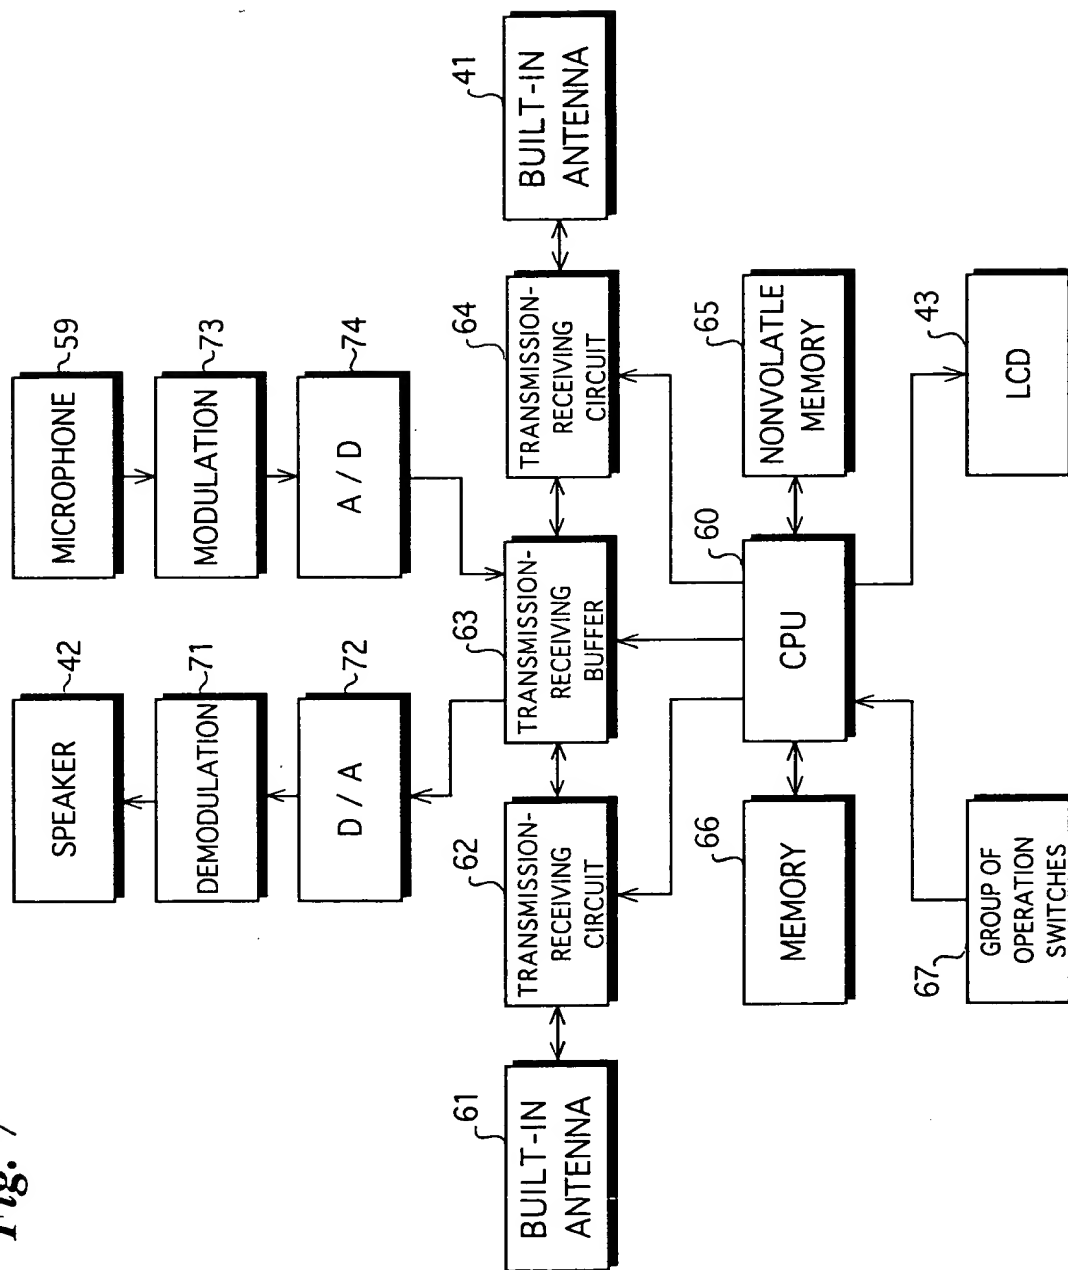 Fig. 7
SPEAKER
42
MICROPHONE
59
DEMODULATION
71
MODULATION
73
D / A
72
A / D
74
61
BUILT-IN
ANTENNA
62
TRANSMISSION-
RECEIVING
CIRCUIT
63
TRANSMISSION-
RECEIVING
BUFFER
64
TRANSMISSION-
RECEIVING
CIRCUIT
41
BUILT-IN
ANTENNA
66
MEMORY
60
CPU
65
NONVOLATLE
MEMORY
67
GROUP OF
OPERATION
SWITCHES
43
LCD